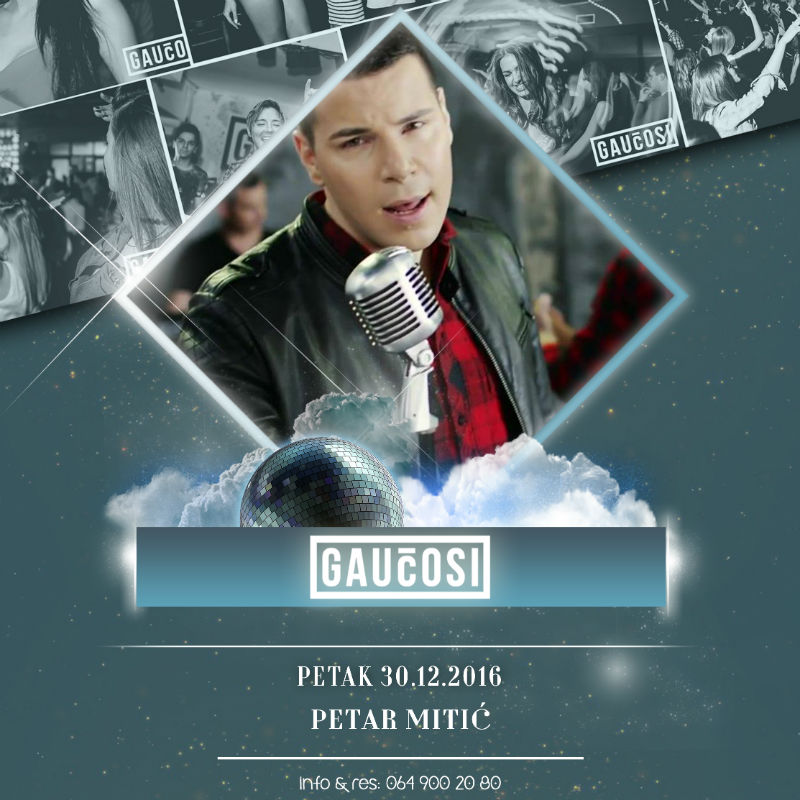 GAUČO
GAUČOSI
GAUČOSI
PETAK 30.12.2016
PETAR MITIĆ
info & res: 064 900 20 80